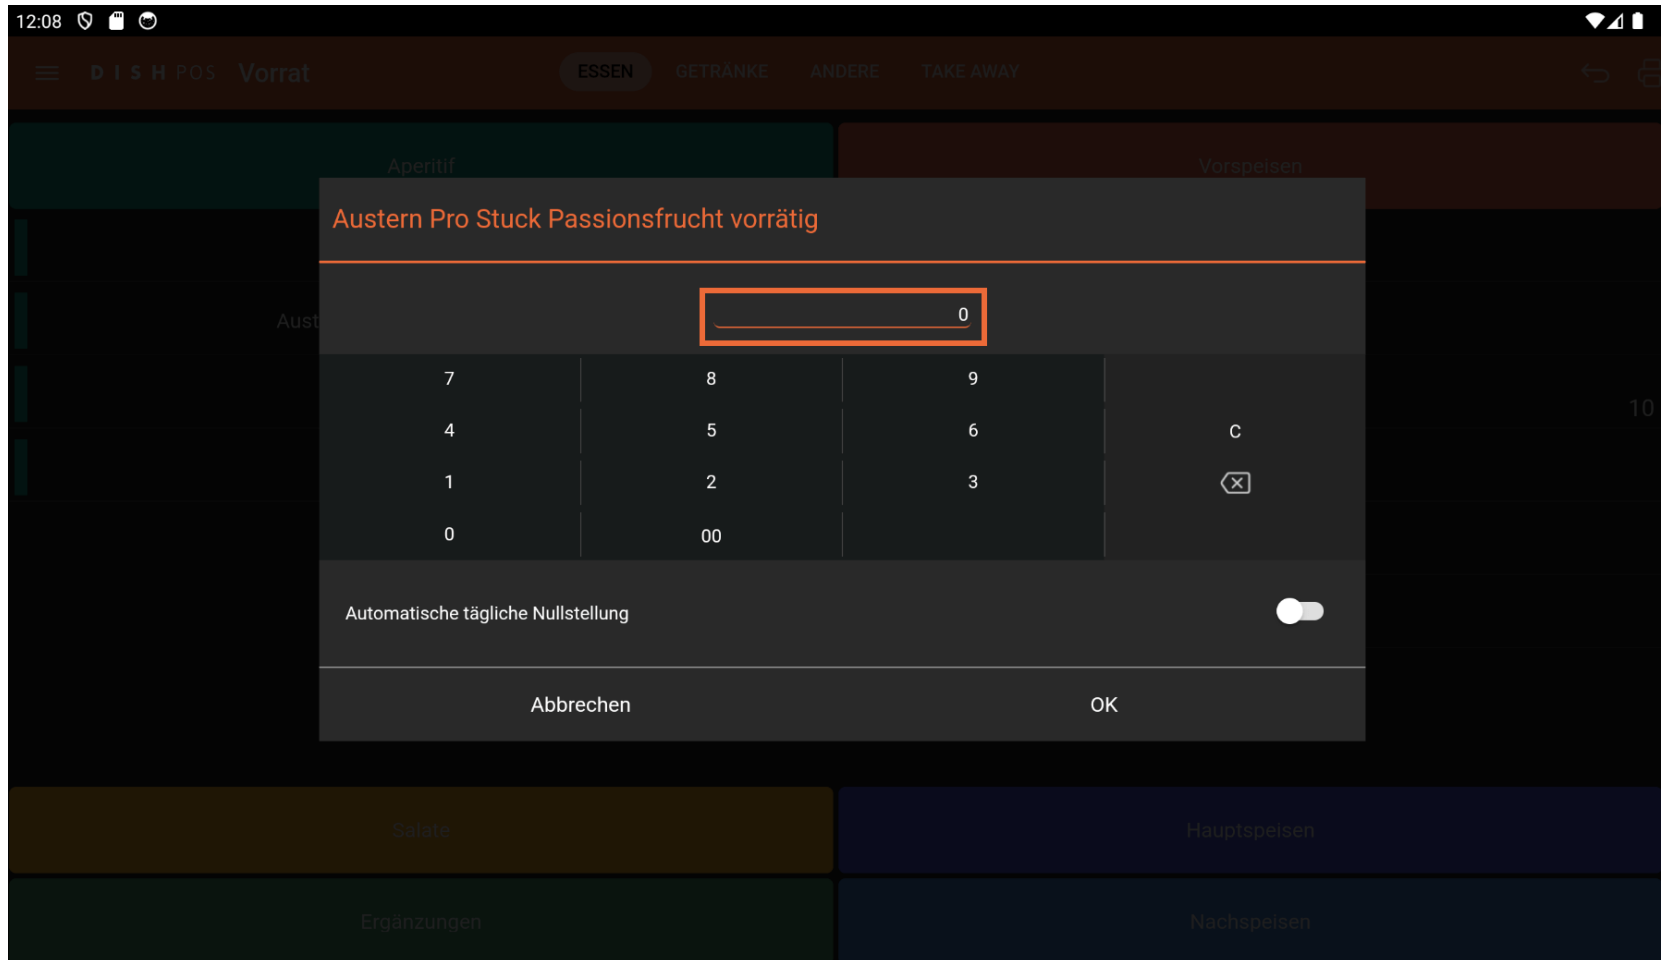 12:08
DISH POS Vorrat ESSEN GETRÄNKE ANDERE TAKE AWAY
Aperitif Vorspeisen
Austern Pro Stuck Passionsfrucht vorrätig
0
Aust
7 8 9
10
4 5 6 C
1 2 3
0 00
Automatische tägliche Nullstellung
Abbrechen OK
Salate Hauptspeisen
Ergänzungen Nachspeisen